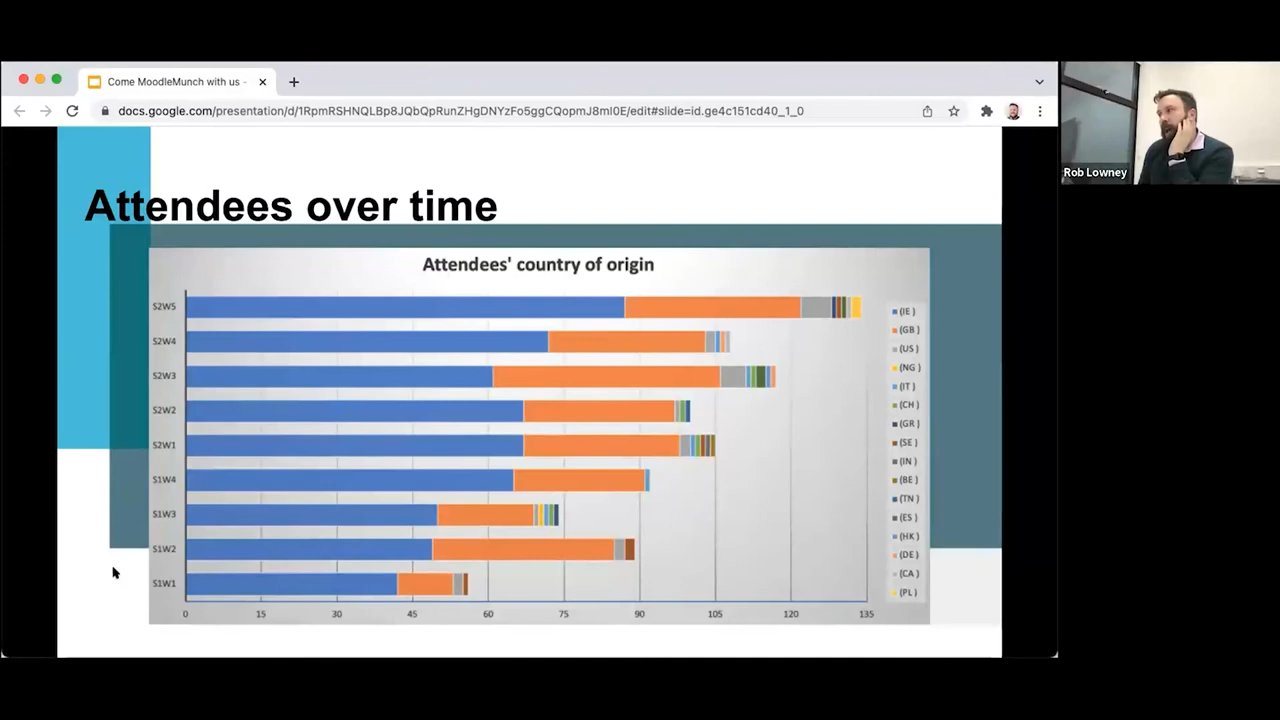 Come MoodleMunch with us -
docs.google.com/presentation/d/1RpmRSHNQLBp8JQbQpRunZHgDNYzFo5ggCQopmJ8mI0E/edit#slide=id.ge4c151cd40_1_0
Rob Lowney
Attendees over time
Attendees' country of origin
S2W5
S2W4
S2W3
S2W2
S2W1
S1W4
S1W3
S1W2
S1W1
0 15 30 45 60 75 90 105 120 135
(IE )
(GB )
(US )
(NG )
(IT )
(CH )
(GR )
(SE )
(IN )
(BE )
(TN )
(ES )
(HK )
(DE )
(CA )
(PL )